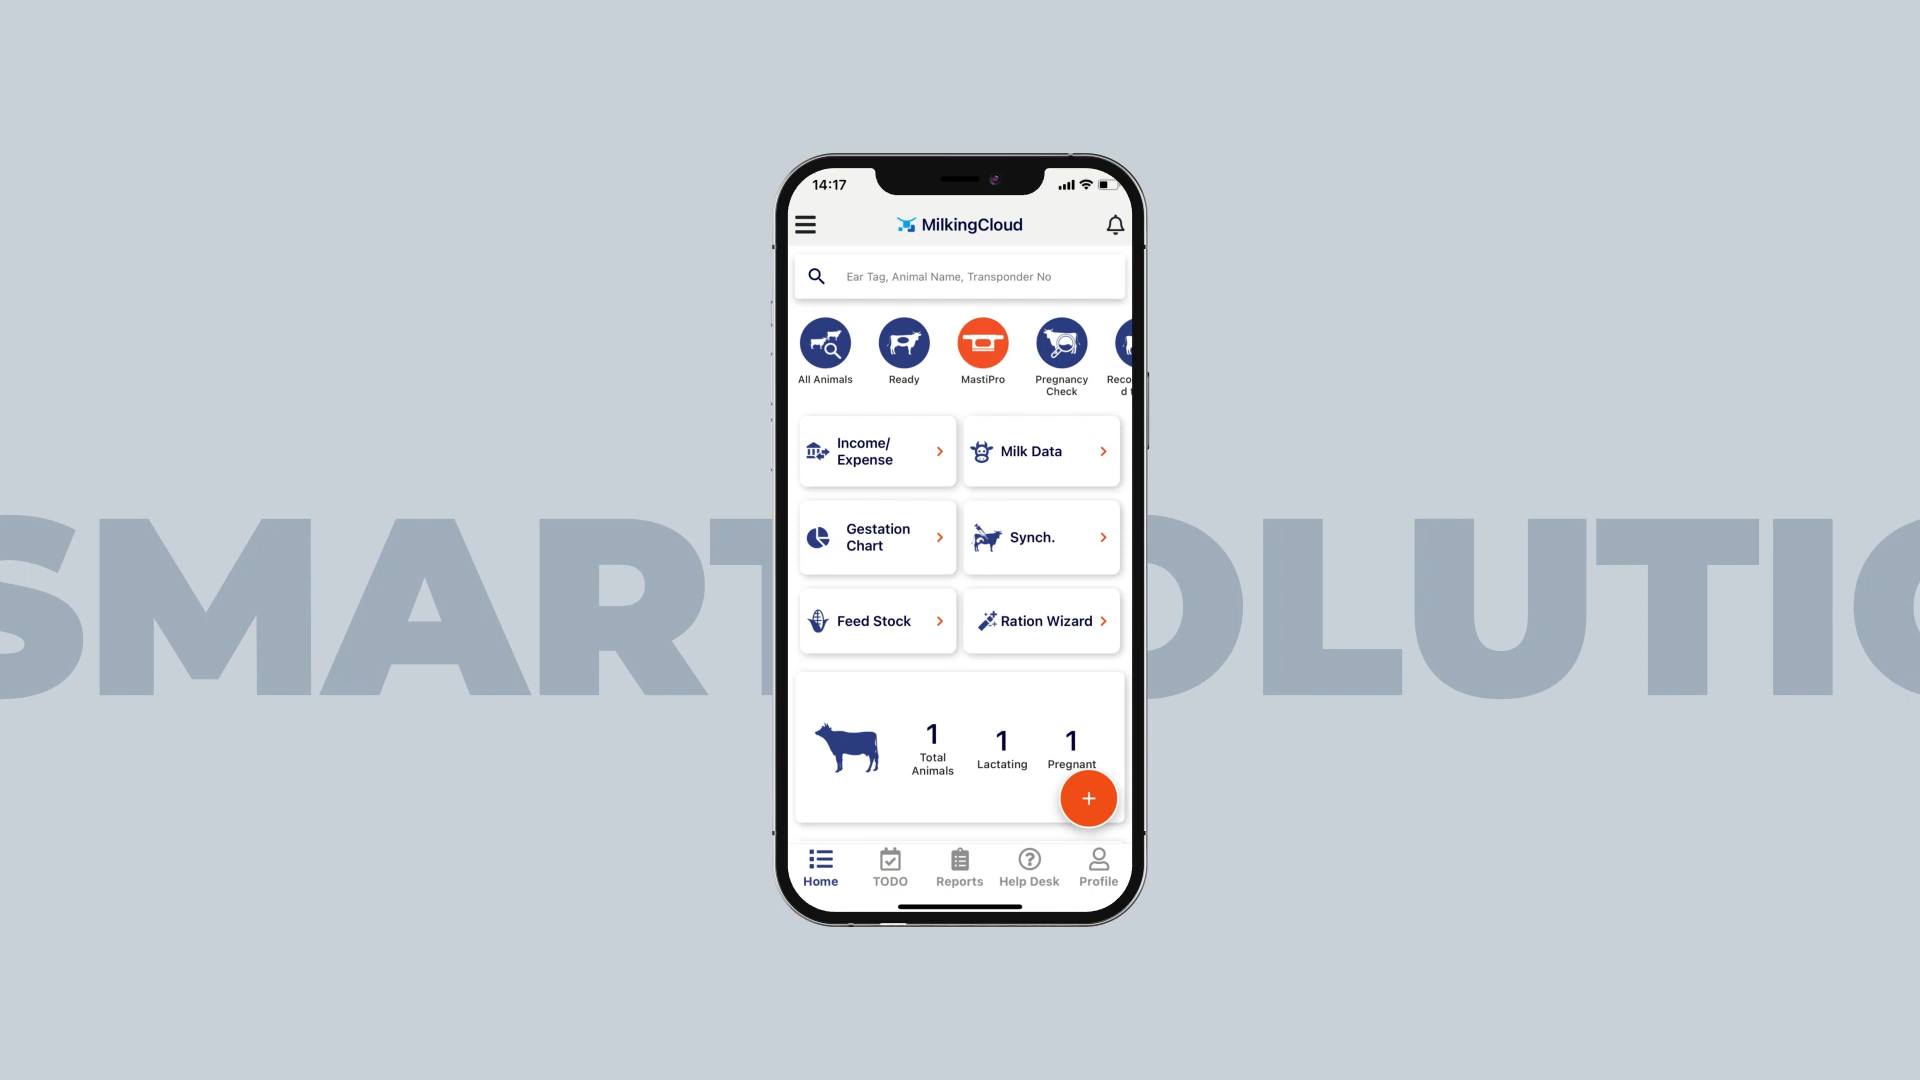 14:17
MilkingCloud
Ear Tag, Animal Name, Transponder No
All Animals
Ready
MastiPro
Pregnancy
Check
Reco
d
Income/
Expense
Milk Data
Gestation
Chart
Synch.
Feed Stock
Ration Wizard
SMART
OLUTIO
1
Total
Animals
1
Lactating
1
Pregnant
+
Home
TODO
Reports
Help Desk
Profile